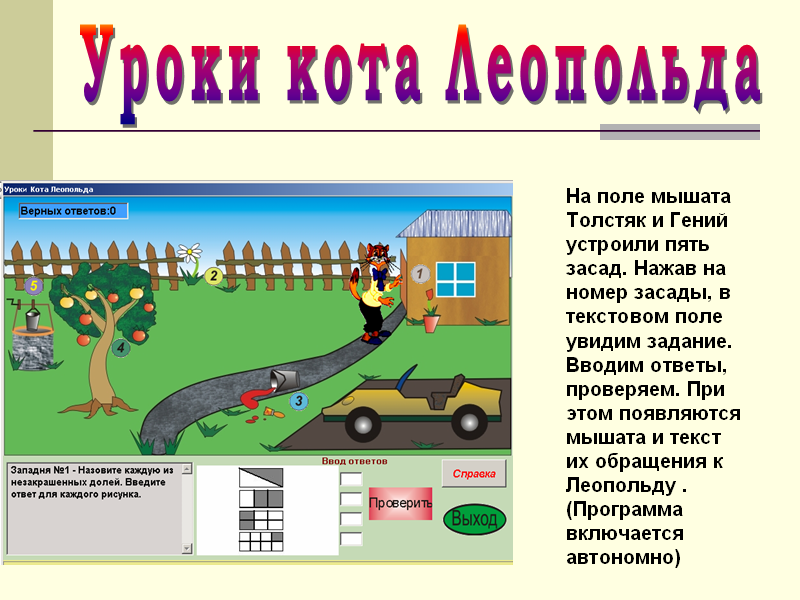 Уроки кота Леопольда
Уроки Кота Леопольда
Верных ответов:0
5
2
1
4
3
Западня №1 - Назовите каждую из
незакрашенных долей. Введите
ответ для каждого рисунка.
Ввод ответов
Проверить
Справка
Выход
На поле мышата
Толстяк и Гений
устроили пять
засад. Нажав на
номер засады, в
текстовом поле
увидим задание.
Вводим ответы,
проверяем. При
этом появляются
мышата и текст
их обращения к
Леопольду .
(Программа
включается
автономно)